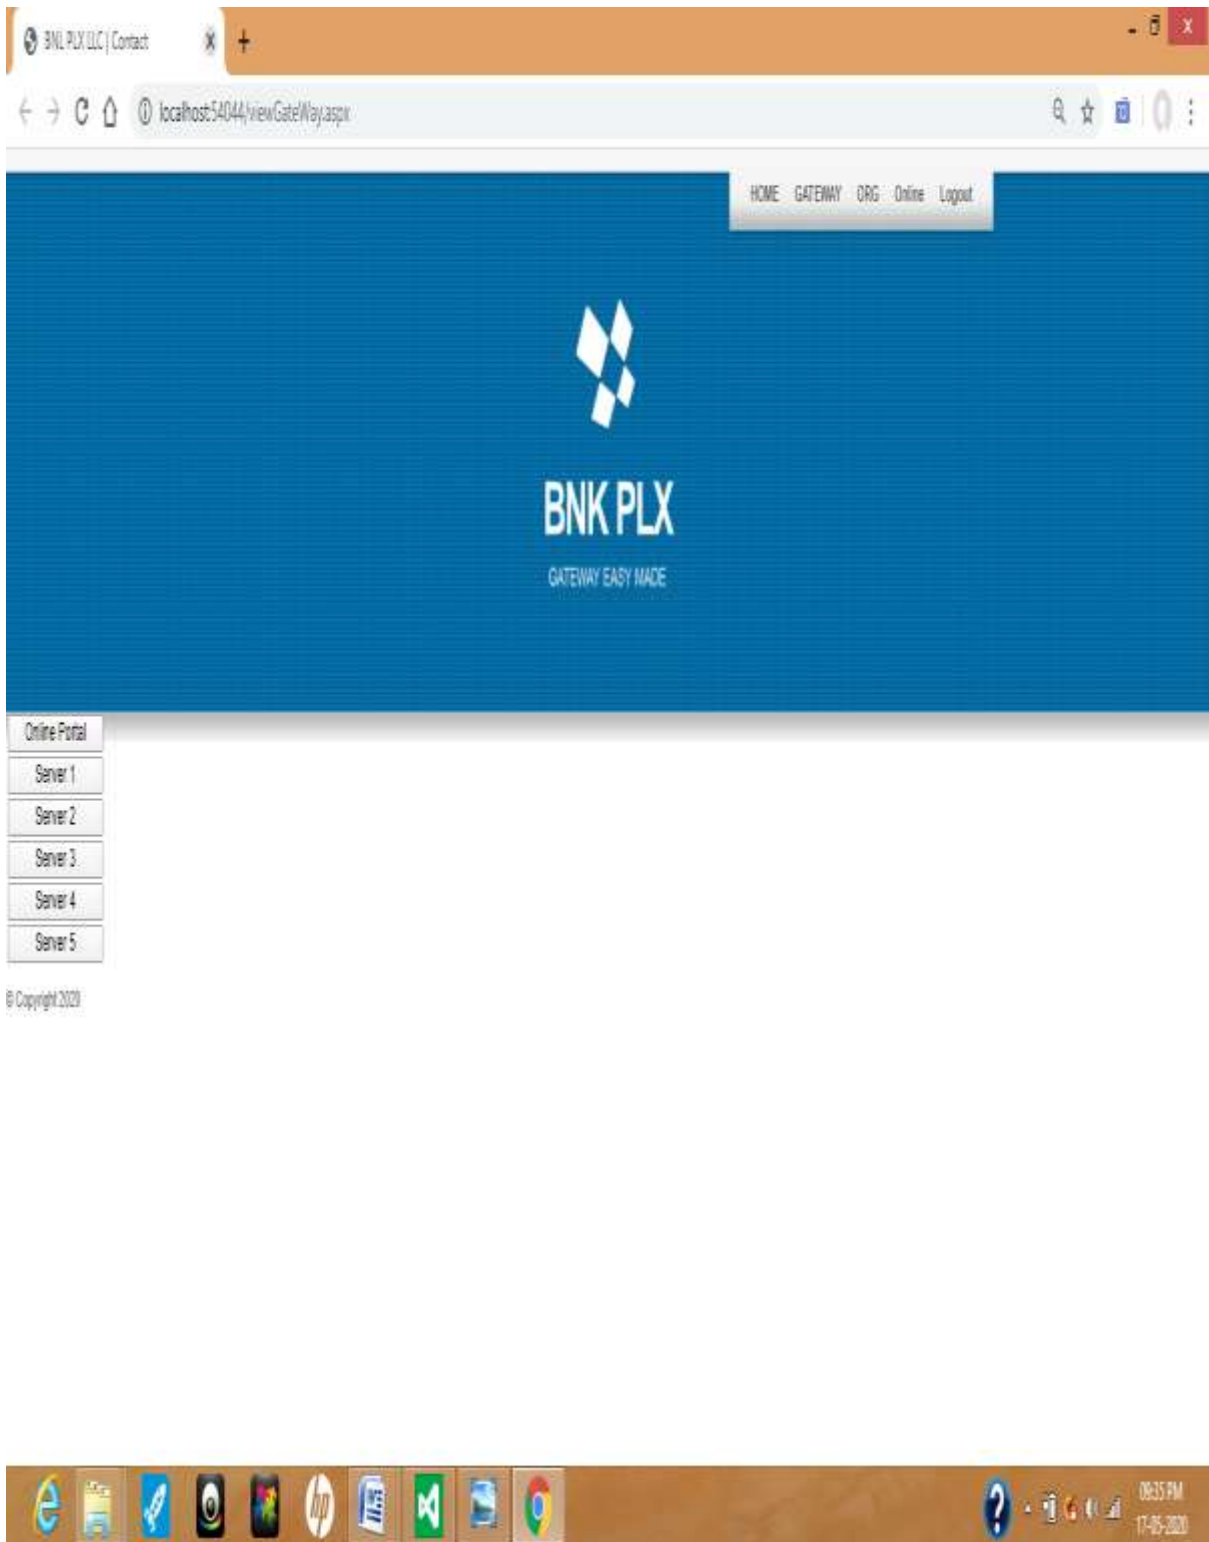 BNL PLX LLC | Contact
localhost:54044/viewGateWay.aspx
HOME GATEWAY ORG Online Logout
BNK PLX
GATEWAY EASY MADE
Online Portal
Server 1
Server 2
Server 3
Server 4
Server 5
© Copyright 2020
hp
?
09:35 PM
17-05-2020